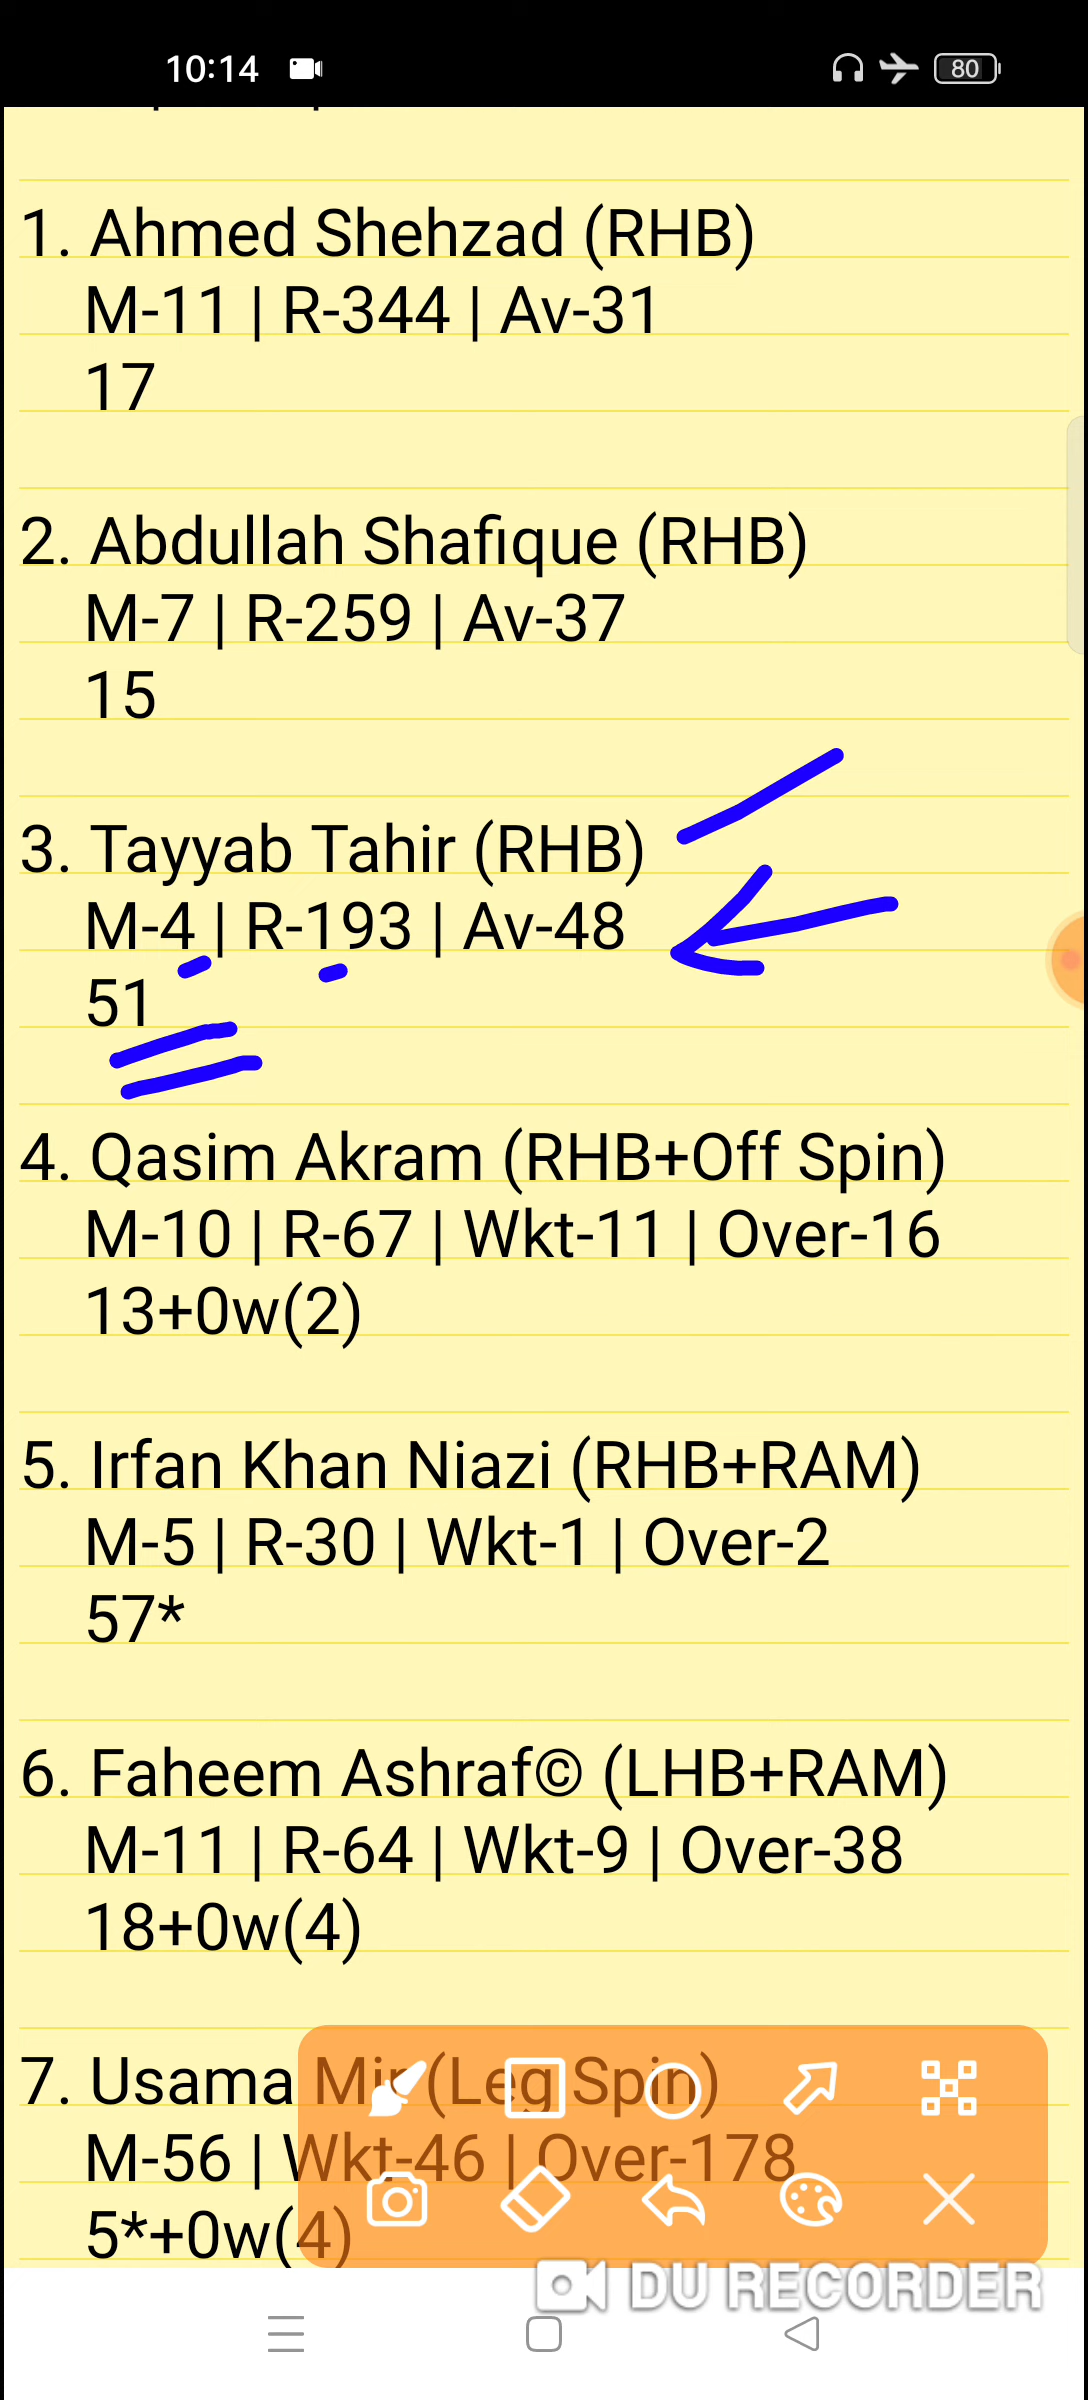 10:14 80
1. Ahmed Shehzad (RHB)
M-11 | R-344 | Av-31
17
2. Abdullah Shafique (RHB)
M-7 | R-259 | Av-37
15
3. Tayyab Tahir (RHB)
M-4 | R-193 | Av-48
51
4. Qasim Akram (RHB+Off Spin)
M-10 | R-67 | Wkt-11 | Over-16
13+0w(2)
5. Irfan Khan Niazi (RHB+RAM)
M-5 | R-30 | Wkt-1 | Over-2
57*
6. Faheem Ashraf© (LHB+RAM)
M-11 | R-64 | Wkt-9 | Over-38
18+0w(4)
7. Usama Mir (Leg Spin)
M-56 | Wkt-46 | Over-178
5*+0w(4)
DU RECORDER